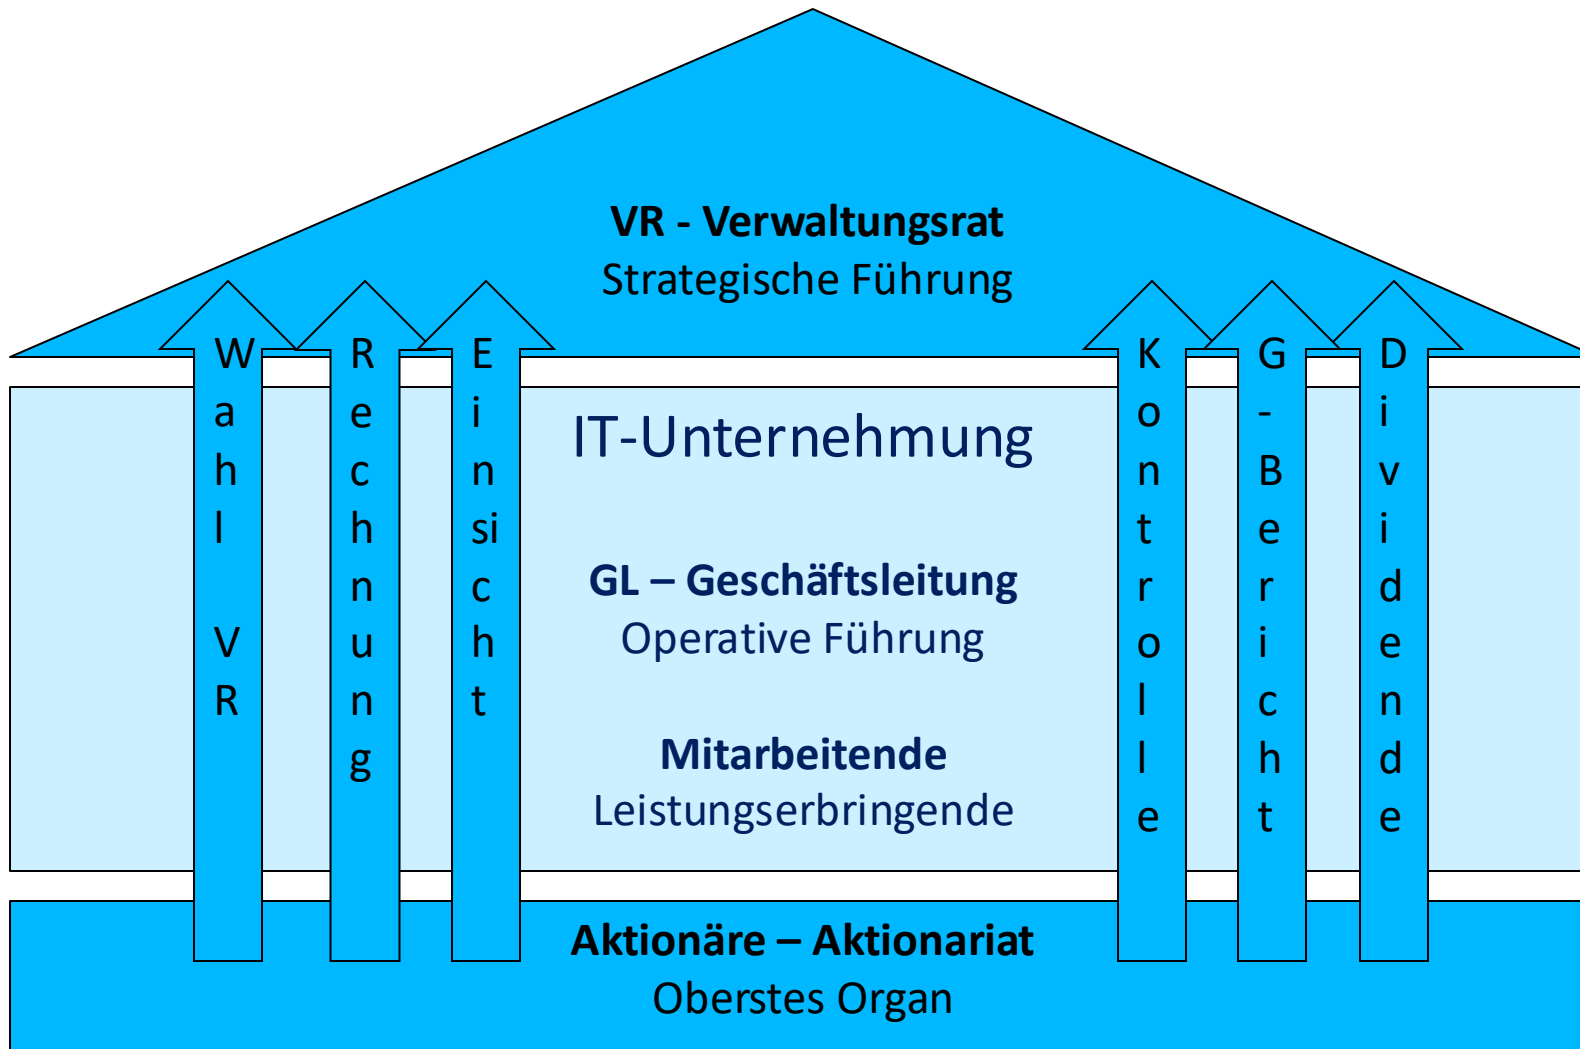 VR - Verwaltungsrat
Strategische Führung
Wahl VR
Rechnung
Einsicht
IT-Unternehmung
GL – Geschäftsleitung
Operative Führung
Mitarbeitende
Leistungserbringende
Kontrolle
G-Bericht
Dividende
Aktionäre – Aktionariat
Oberstes Organ